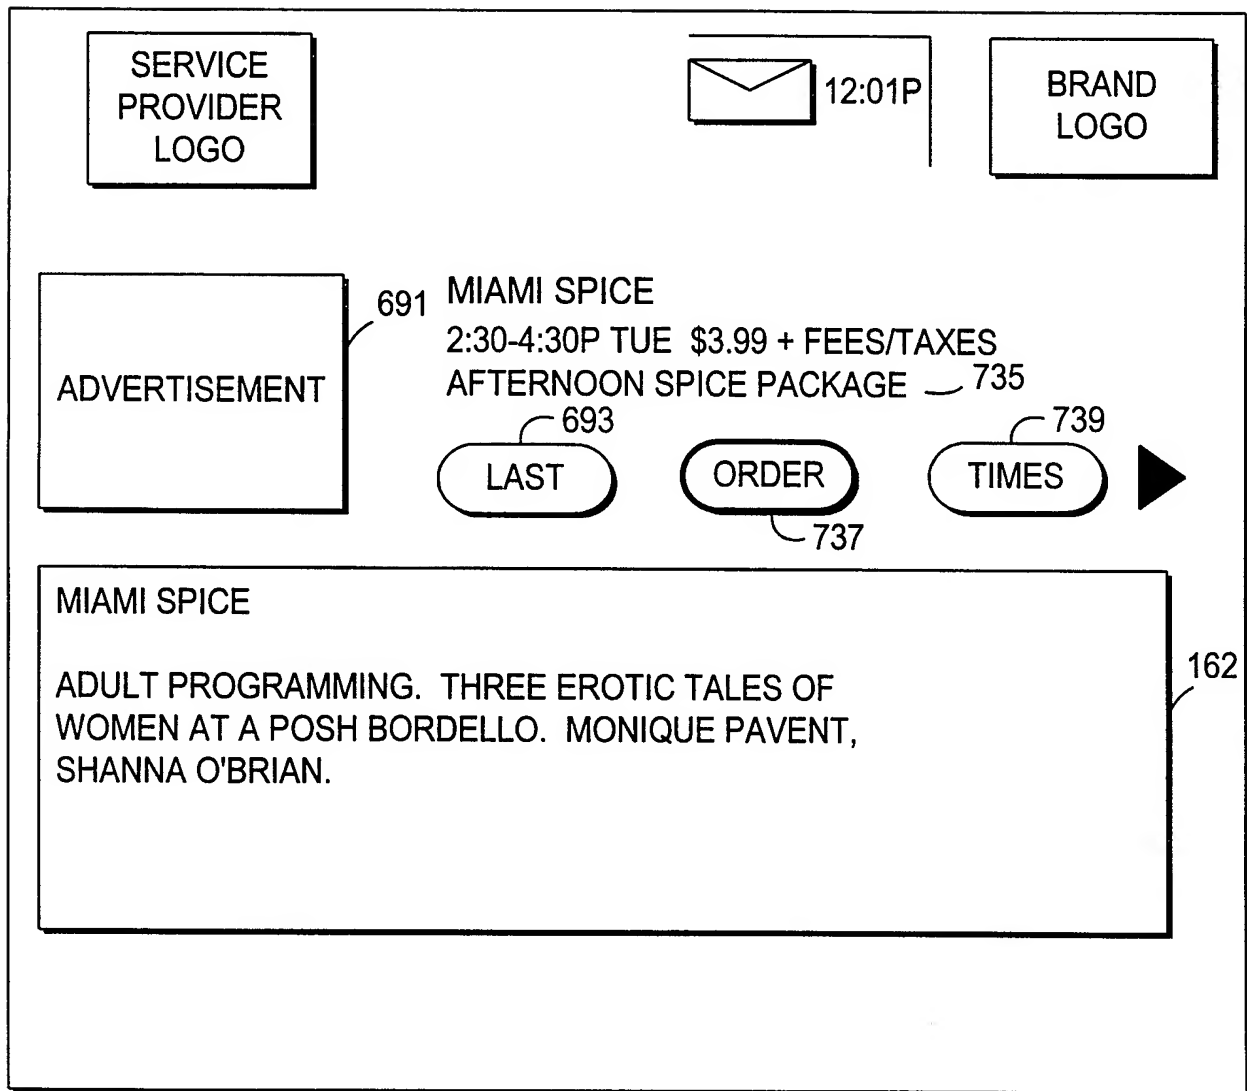 SERVICE
PROVIDER
LOGO
12:01P
BRAND
LOGO
ADVERTISEMENT
691
MIAMI SPICE
2:30-4:30P TUE $3.99 + FEES/TAXES
AFTERNOON SPICE PACKAGE 735
693
739
LAST
ORDER
TIMES
737
MIAMI SPICE
ADULT PROGRAMMING. THREE EROTIC TALES OF
WOMEN AT A POSH BORDELLO. MONIQUE PAVENT,
SHANNA O'BRIAN.
162